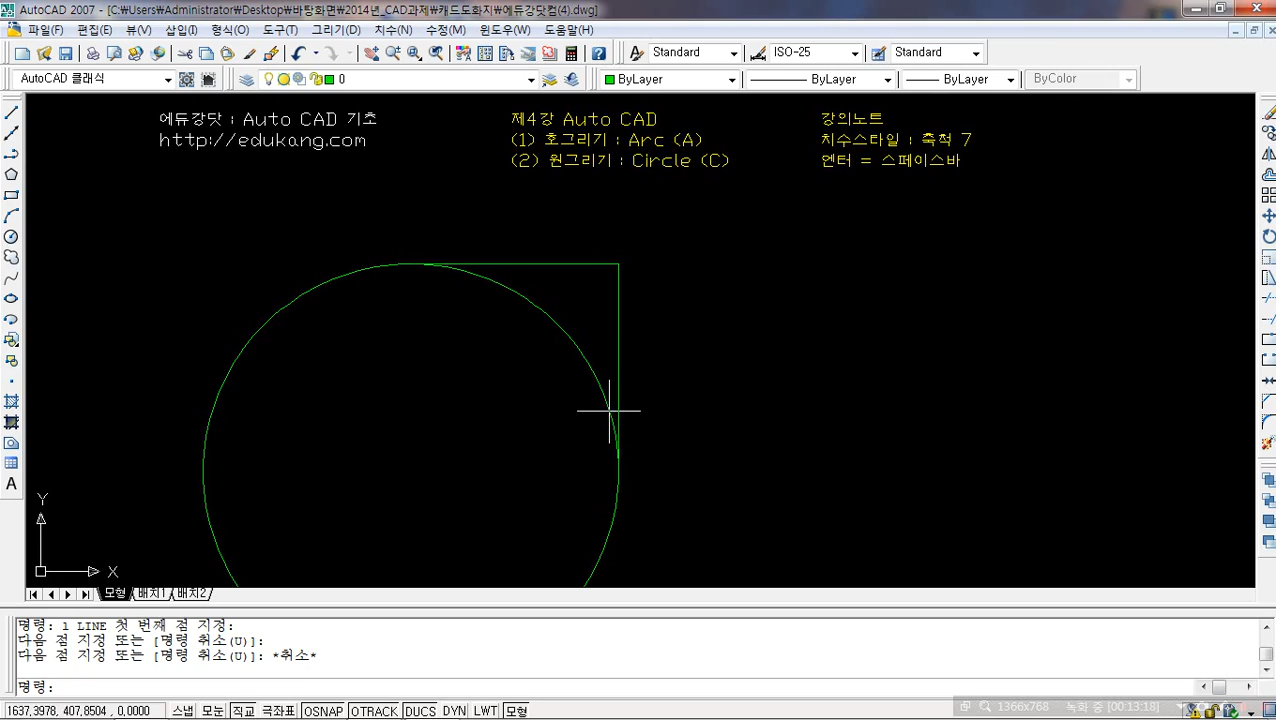 AutoCAD 2007 - [C:₩Users₩Administrator₩Desktop₩바탕화면₩2014년_CAD과제₩캐드도화지₩에듀강닷컴(4).dwg]
파일(F) 편집(E) 뷰(V) 삽입(I) 형식(O) 도구(T) 그리기(D) 치수(N) 수정(M) 윈도우(W) 도움말(H)
Standard ISO-25 Standard
AutoCAD 클래식 0 ByLayer ByLayer ByLayer ByColor
에듀강닷 : Auto CAD 기초
http://edukang.com
제4강 Auto CAD
(1) 호그리기 : Arc (A)
(2) 원그리기 : Circle (C)
강의노트
치수스타일 : 축척 7
엔터 = 스페이스바
Y
X
모형 배치1 배치2
명령: l LINE 첫 번째 점 지정:
다음 점 지정 또는 [명령 취소(U)]:
다음 점 지정 또는 [명령 취소(U)]: *취소*
명령:
1637,3978, 407,8504 , 0,0000 스냅 모눈 직교 극좌표 OSNAP OTRACK DUCS DYN LWT 모형
1366x768 녹화 중 [00:13:18]